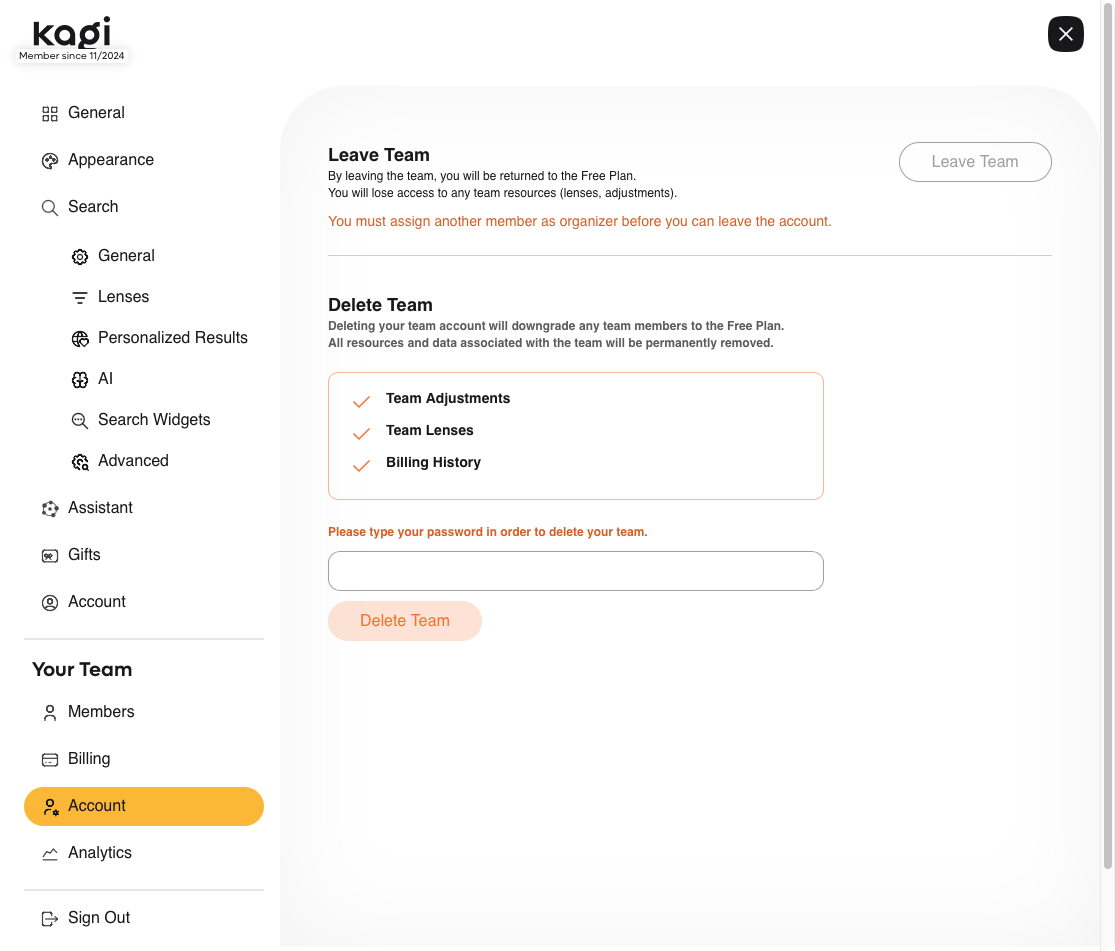 kagi
Member since 11/2024
General
Appearance
Search
General
Lenses
Personalized Results
AI
Search Widgets
Advanced
Assistant
Gifts
Account
Your Team
Members
Billing
Account
Analytics
Sign Out
Leave Team
By leaving the team, you will be returned to the Free Plan.
You will lose access to any team resources (lenses, adjustments).
You must assign another member as organizer before you can leave the account.
Leave Team
Delete Team
Deleting your team account will downgrade any team members to the Free Plan.
All resources and data associated with the team will be permanently removed.
Team Adjustments
Team Lenses
Billing History
Please type your password in order to delete your team.
Delete Team